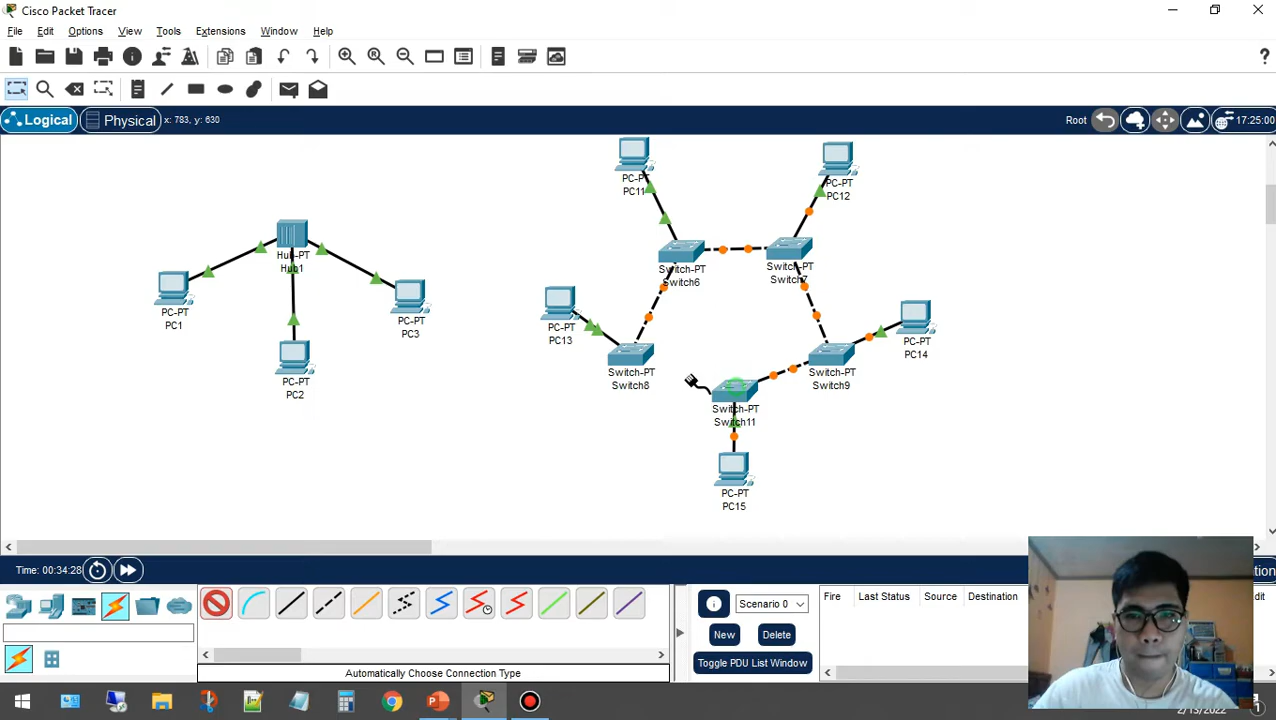 Cisco Packet Tracer
File Edit Options View Tools Extensions Window Help
Logical Physical x: 783, y: 630 Root 17:25:00
PC-PT
PC11
PC-PT
PC12
Hub-PT
Hub1
Switch-PT
Switch6
Switch-PT
Switch7
PC-PT
PC1
PC-PT
PC3
PC-PT
PC13
PC-PT
PC14
PC-PT
PC2
Switch-PT
Switch8
Switch-PT
Switch9
Switch-PT
Switch11
PC-PT
PC15
Time: 00:34:28
Scenario 0
Fire Last Status Source Destination
New Delete
Toggle PDU List Window
Automatically Choose Connection Type
2/13/2022
1